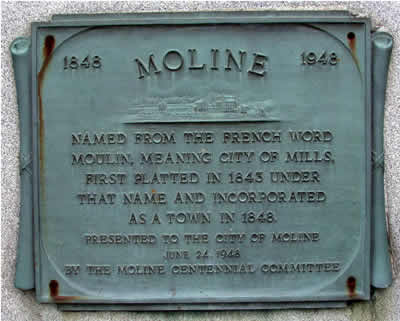 1848 MOLINE 1948
NAMED FROM THE FRENCH WORD
MOULIN, MEANING CITY OF MILLS,
FIRST PLATTED IN 1843 UNDER
THAT NAME AND INCORPORATED
AS A TOWN IN 1848.
PRESENTED TO THE CITY OF MOLINE
JUNE 24, 1948
BY THE MOLINE CENTENNIAL COMMITTEE